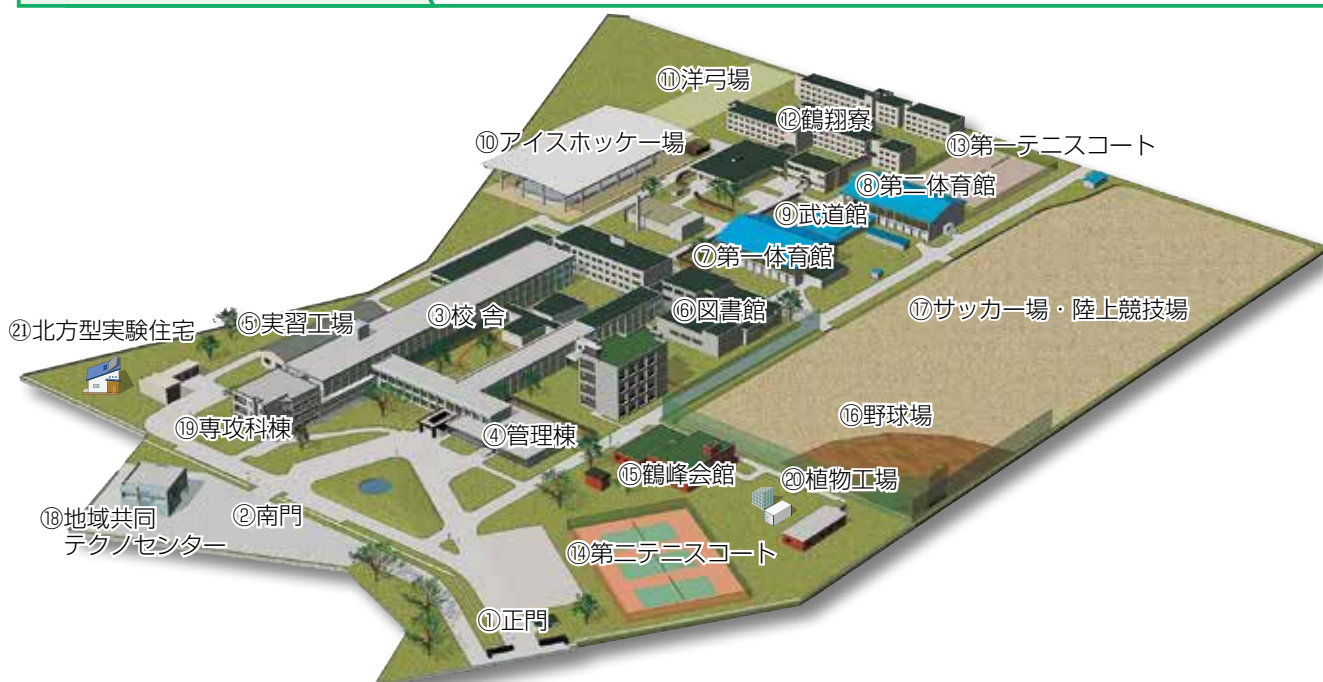 ⑪洋弓場
⑫鶴翔寮
⑩アイスホッケー場
⑬第一テニスコート
⑧第二体育館
⑨武道館
⑦第一体育館
⑥図書館
⑰サッカー場・陸上競技場
③校 舎
⑤実習工場
㉑北方型実験住宅
⑯野球場
⑲専攻科棟
④管理棟
⑮鶴峰会館
⑳植物工場
⑱地域共同
テクノセンター
②南門
⑭第二テニスコート
①正門